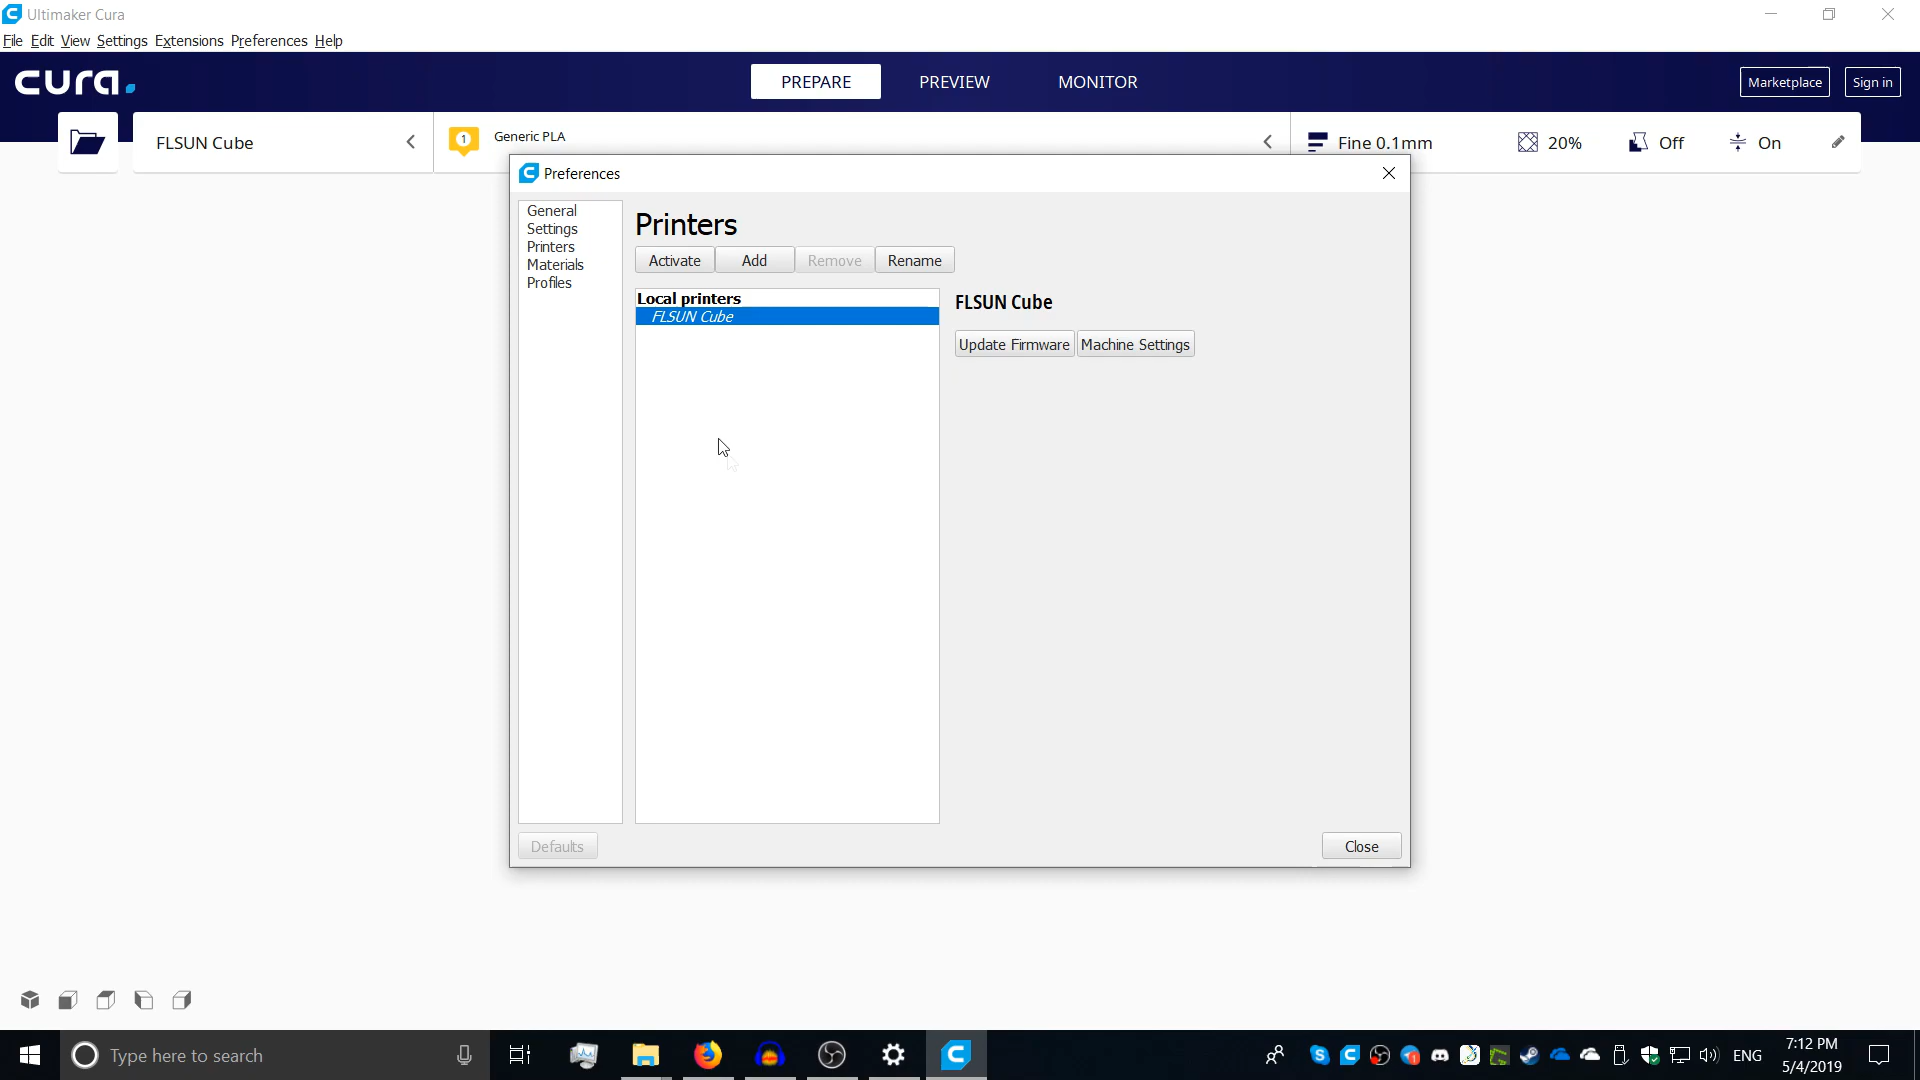 Ultimaker Cura
File Edit View Settings Extensions Preferences Help
cura.
PREPARE PREVIEW MONITOR
Marketplace Sign in
FLSUN Cube
1 Generic PLA
Fine 0.1mm 20% Off On
Preferences
General
Settings
Printers
Materials
Profiles
Printers
Activate Add Remove Rename
Local printers
FLSUN Cube
FLSUN Cube
Update Firmware Machine Settings
Defaults Close
Type here to search
ENG
7:12 PM
5/4/2019